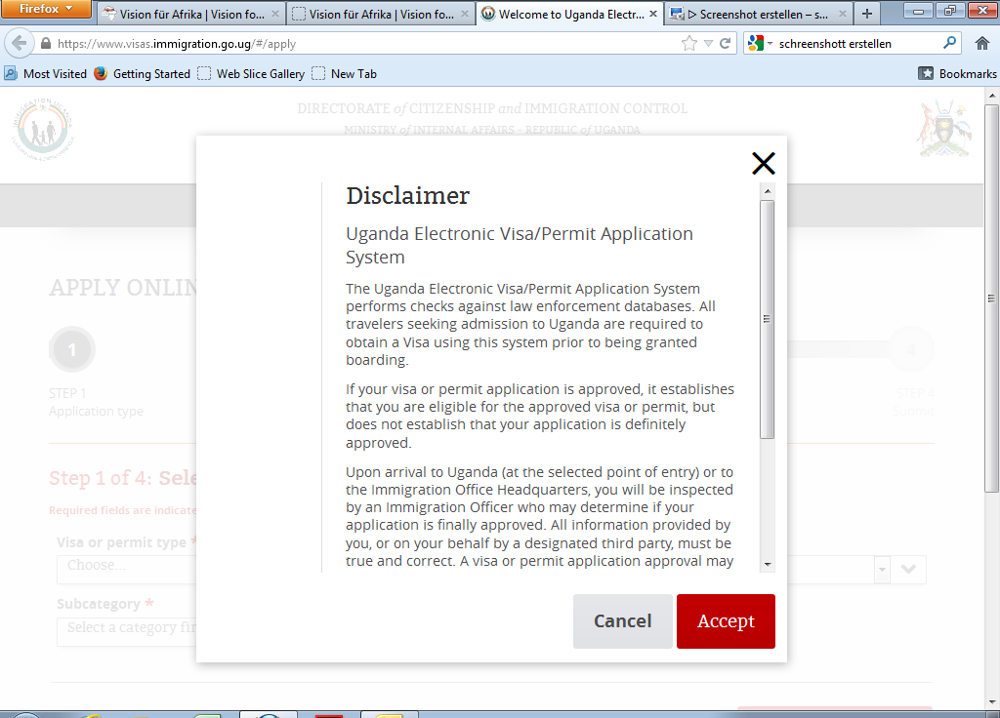 Firefox
Vision für Afrika | Vision fo...
Vision für Afrika | Vision fo...
Welcome to Uganda Electr...
Screenshot erstellen – s...
https://www.visas.immigration.go.ug/#/apply
schreenshott erstellen
Most Visited
Getting Started
Web Slice Gallery
New Tab
Bookmarks
DIRECTORATE of CITIZENSHIP and IMMIGRATION CONTROL
MINISTRY of INTERNAL AFFAIRS - REPUBLIC of UGANDA
Disclaimer
Uganda Electronic Visa/Permit Application
System
The Uganda Electronic Visa/Permit Application System
performs checks against law enforcement databases. All
travelers seeking admission to Uganda are required to
obtain a Visa using this system prior to being granted
boarding.
If your visa or permit application is approved, it establishes
that you are eligible for the approved visa or permit, but
does not establish that your application is definitely
approved.
Upon arrival to Uganda (at the selected point of entry) or to
the Immigration Office Headquarters, you will be inspected
by an Immigration Officer who may determine if your
application is finally approved. All information provided by
you, or on your behalf by a designated third party, must be
true and correct. A visa or permit application approval may
Cancel
Accept
APPLY ONLIN
1
STEP 1
Application type
4
STEP 4
Submit
Step 1 of 4: Sele
Required fields are indicate
Visa or permit type *
Choose...
Subcategory *
Select a category fir